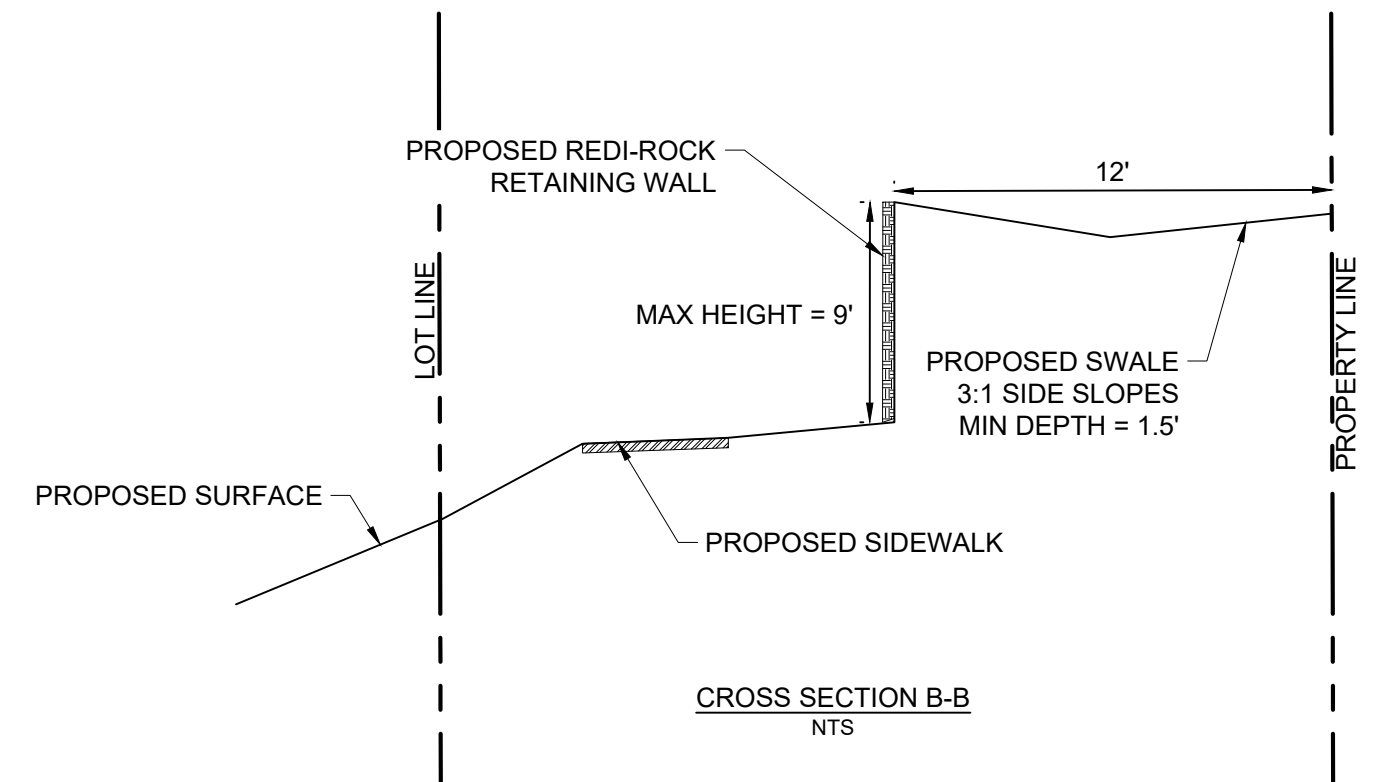 PROPOSED REDI-ROCK
RETAINING WALL
12'
LOT LINE
MAX HEIGHT = 9'
PROPERTY LINE
PROPOSED SWALE
3:1 SIDE SLOPES
MIN DEPTH = 1.5'
PROPOSED SURFACE
PROPOSED SIDEWALK
CROSS SECTION B-B
NTS